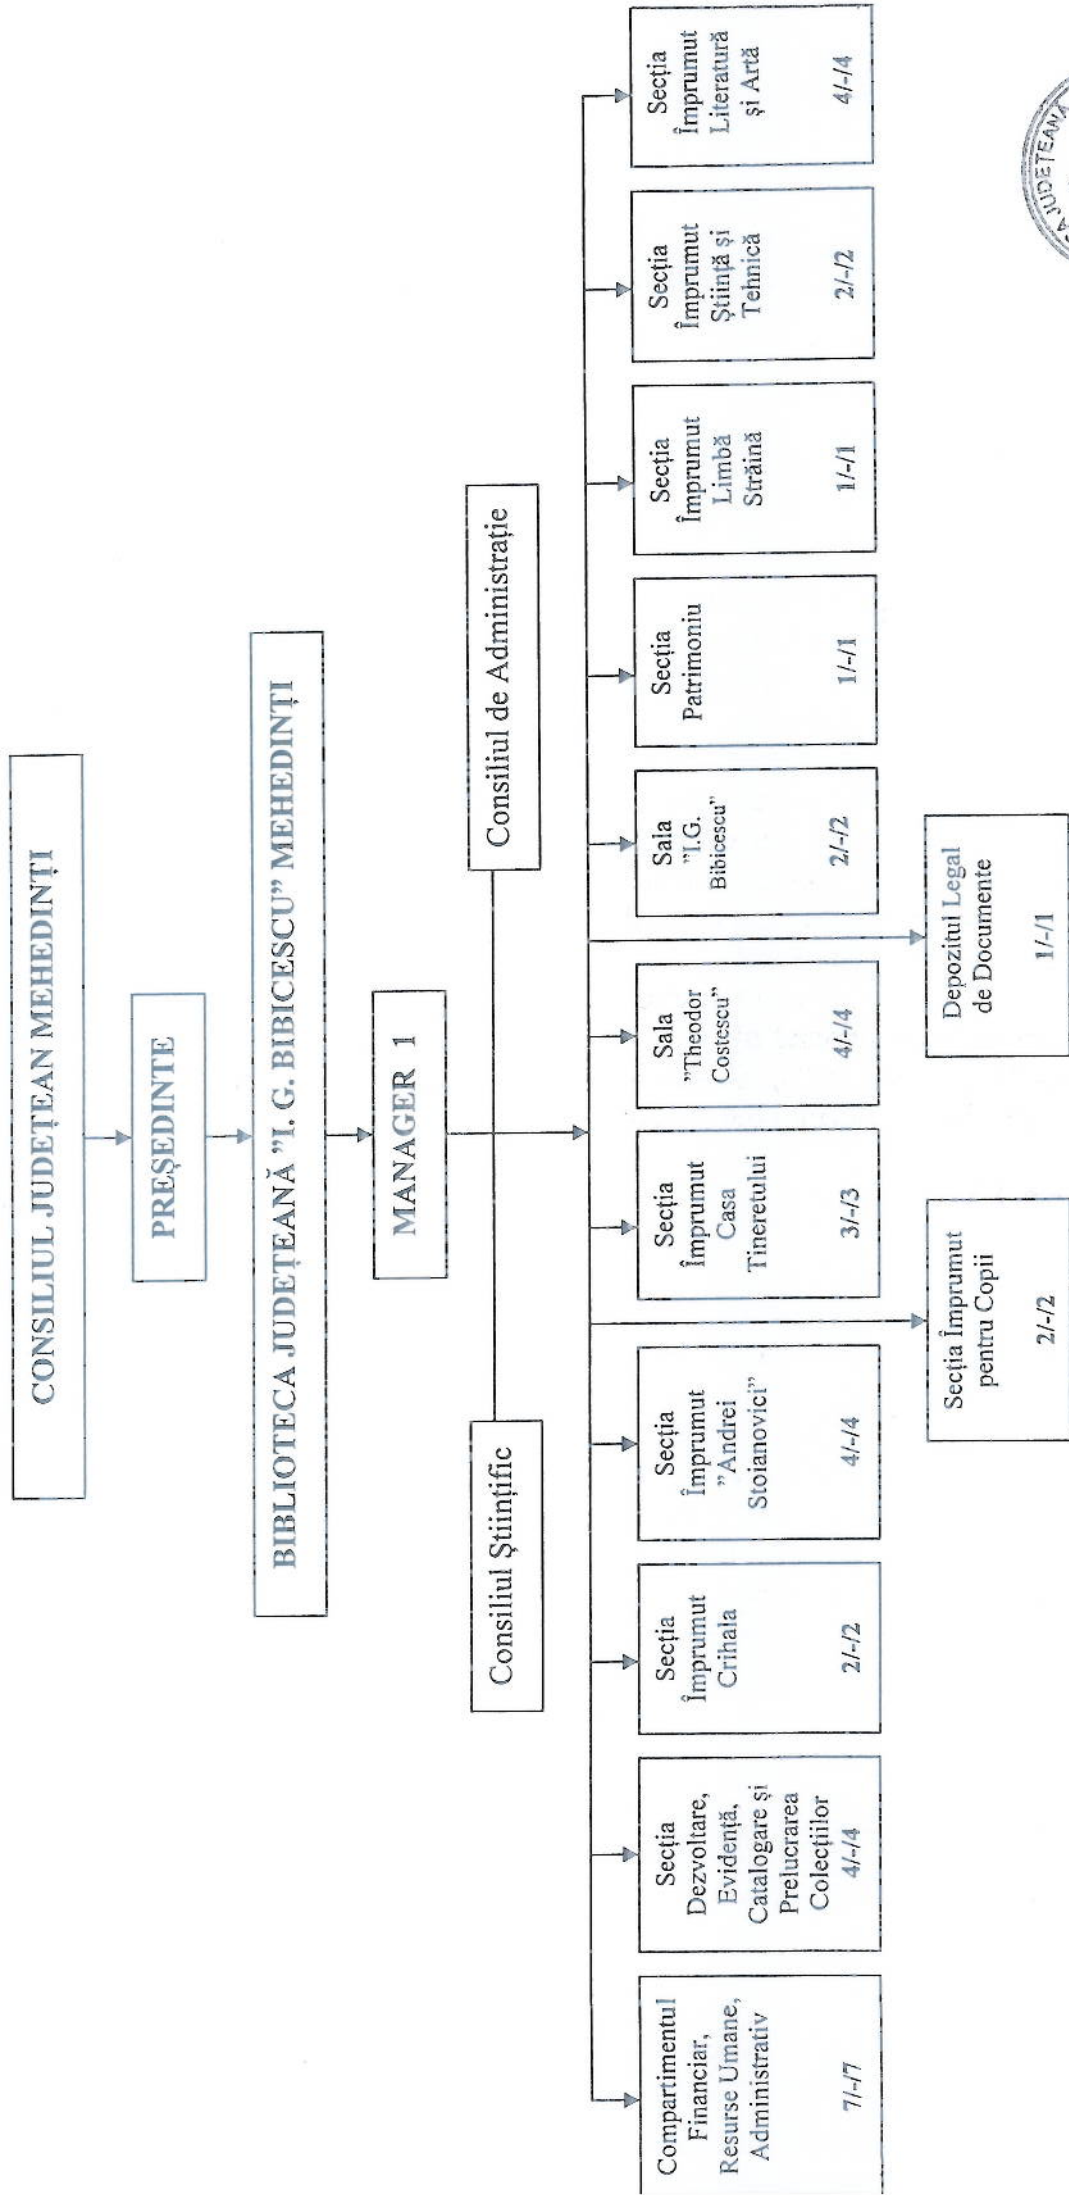 CONSILIUL JUDEȚEAN MEHEDINȚI
PREȘEDINTE
BIBLIOTECA JUDEȚEANĂ ”I. G. BIBICESCU” MEHEDINȚI
MANAGER 1
Consiliul Științific
Consiliul de Administrație
Compartimentul
Financiar,
Resurse Umane,
Administrativ
7/-/7
Secția
Dezvoltare,
Evidență,
Catalogare și
Prelucrarea
Colecțiilor
4/-/4
Secția
Împrumut
Crihala
2/-/2
Secția
Împrumut
”Andrei
Stoianovici”
4/-/4
Secția
Împrumut
Casa
Tineretului
3/-/3
Sala
”Theodor
Costescu”
4/-/4
Sala
”I.G.
Bibicescu”
2/-/2
Secția
Patrimoniu
1/-/1
Secția
Împrumut
Limbă
Străină
1/-/1
Secția
Împrumut
Știință și
Tehnică
2/-/2
Secția
Împrumut
Literatură
și Artă
4/-/4
Secția Împrumut
pentru Copii
2/-/2
Depozitul Legal
de Documente
1/-/1
JUDEȚEANĂ